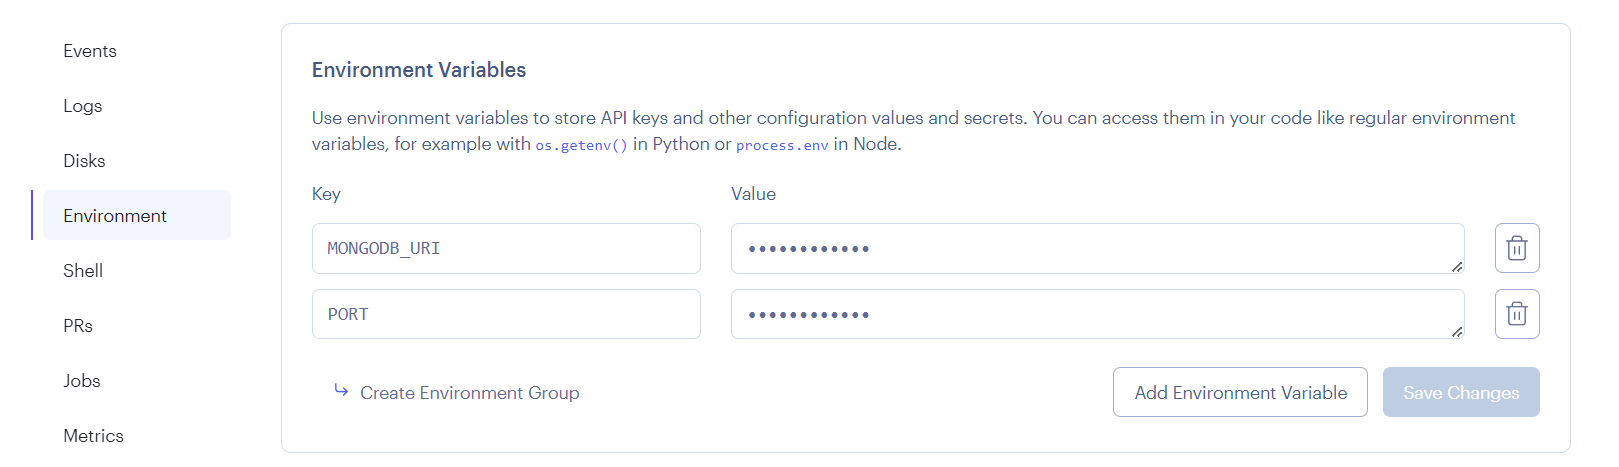 Events
Logs
Disks
Environment
Shell
PRs
Jobs
Metrics
Environment Variables
Use environment variables to store API keys and other configuration values and secrets. You can access them in your code like regular environment
variables, for example with os.getenv() in Python or process.env in Node.
Key Value
MONGODB_URI ••••••••••••
PORT ••••••••••••
Create Environment Group Add Environment Variable Save Changes